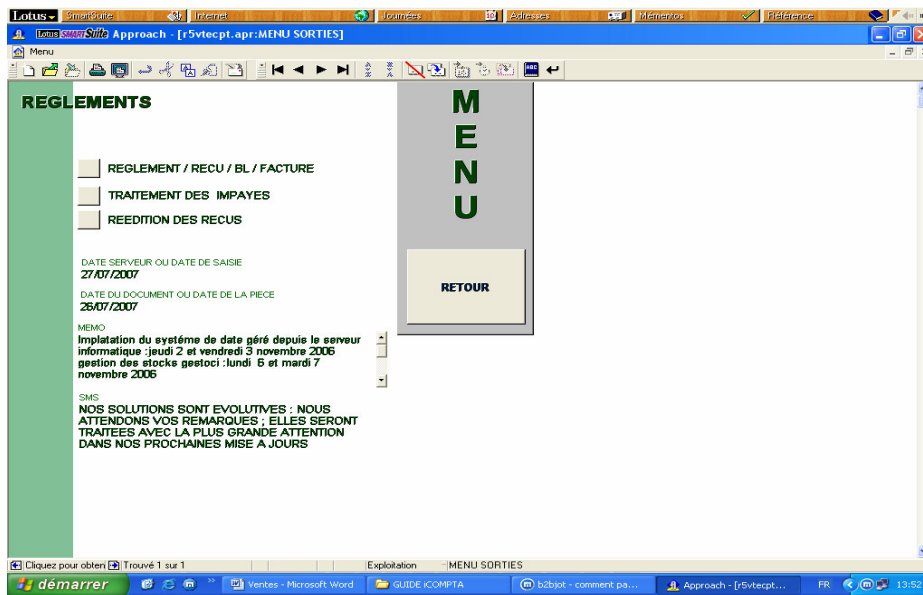 Lotus SmartSuite Internet Journées Adresses Mémentos Référence
Lotus SMARTSuite Approach - [r5vtecpt.apr:MENU SORTIES]
Menu
REGLEMENTS
REGLEMENT / RECU / BL / FACTURE
TRAITEMENT DES IMPAYES
REEDITION DES RECUS
DATE SERVEUR OU DATE DE SAISIE
27/07/2007
DATE DU DOCUMENT OU DATE DE LA PIECE
26/07/2007
MEMO
Implatation du systéme de date géré depuis le serveur
informatique :jeudi 2 et vendredi 3 novembre 2006
gestion des stocks gestoci :lundi 6 et mardi 7
novembre 2006
SMS
NOS SOLUTIONS SONT EVOLUTIVES : NOUS
ATTENDONS VOS REMARQUES ; ELLES SERONT
TRAITEES AVEC LA PLUS GRANDE ATTENTION
DANS NOS PROCHAINES MISE A JOURS
M
E
N
U
RETOUR
Cliquez pour obten Trouvé 1 sur 1 Exploitation MENU SORTIES
démarrer Ventes - Microsoft Word GUIDE iCOMPTA b2bjot - comment pa... Approach - [r5vtecpt... FR 13:52